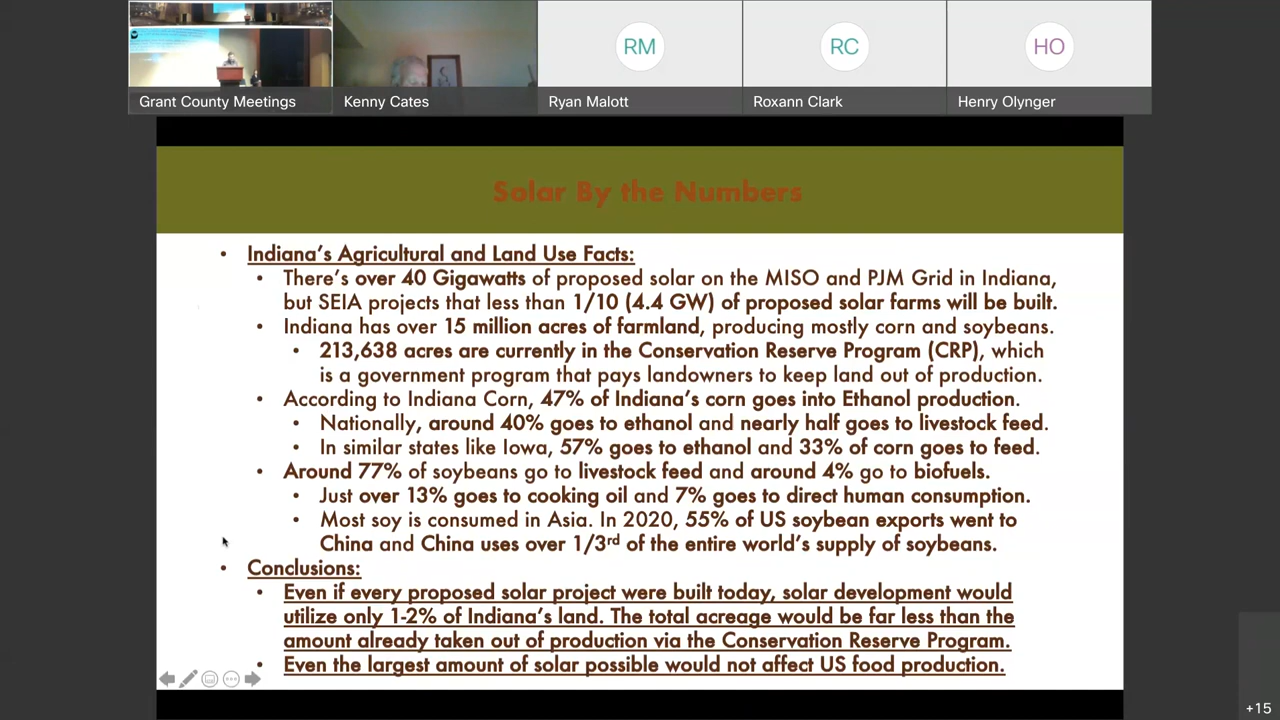 RM
RC
HO
Grant County Meetings
Kenny Cates
Ryan Malott
Roxann Clark
Henry Olynger
Solar By the Numbers
• Indiana's Agricultural and Land Use Facts:
• There's over 40 Gigawatts of proposed solar on the MISO and PJM Grid in Indiana,
but SEIA projects that less than 1/10 (4.4 GW) of proposed solar farms will be built.
• Indiana has over 15 million acres of farmland, producing mostly corn and soybeans.
• 213,638 acres are currently in the Conservation Reserve Program (CRP), which
is a government program that pays landowners to keep land out of production.
• According to Indiana Corn, 47% of Indiana's corn goes into Ethanol production.
• Nationally, around 40% goes to ethanol and nearly half goes to livestock feed.
• In similar states like Iowa, 57% goes to ethanol and 33% of corn goes to feed.
• Around 77% of soybeans go to livestock feed and around 4% go to biofuels.
• Just over 13% goes to cooking oil and 7% goes to direct human consumption.
• Most soy is consumed in Asia. In 2020, 55% of US soybean exports went to
China and China uses over 1/3rd of the entire world's supply of soybeans.
• Conclusions:
• Even if every proposed solar project were built today, solar development would
utilize only 1-2% of Indiana's land. The total acreage would be far less than the
amount already taken out of production via the Conservation Reserve Program.
• Even the largest amount of solar possible would not affect US food production.
+15